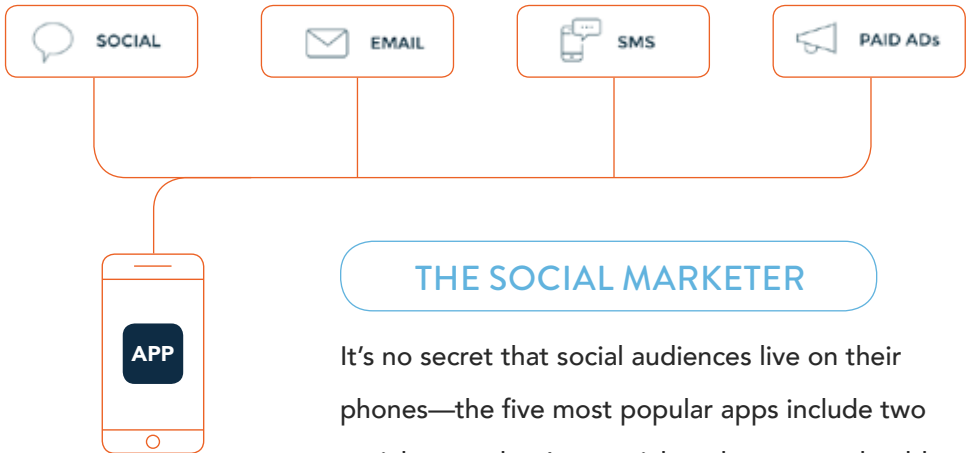 SOCIAL
EMAIL
SMS
PAID ADs
THE SOCIAL MARKETER
APP
It's no secret that social audiences live on their
phones—the five most popular apps include two